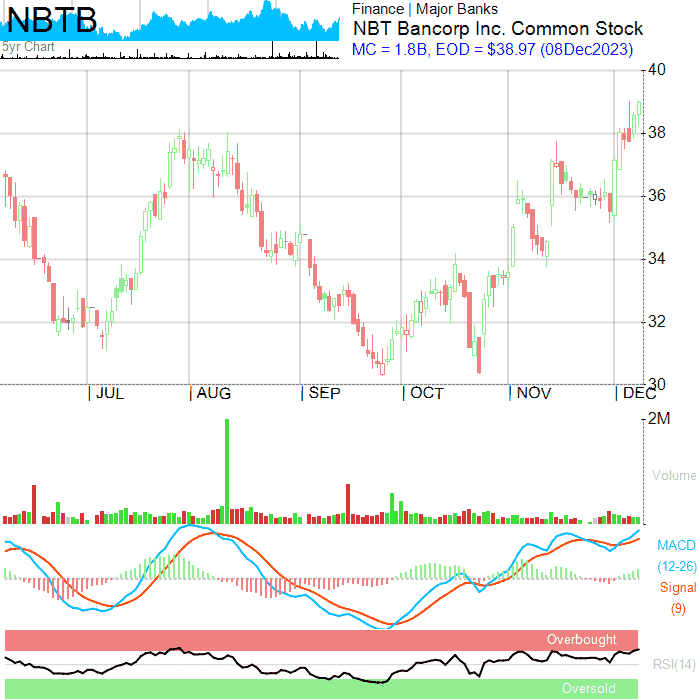 NBTB
5yr Chart
Finance | Major Banks
NBT Bancorp Inc. Common Stock
MC = 1.8B, EOD = $38.97 (08Dec2023)
40
38
36
34
32
30
JUL AUG SEP OCT NOV DEC
2M
Volume
MACD
(12-26)
Signal
(9)
Overbought
RSI(14)
Oversold